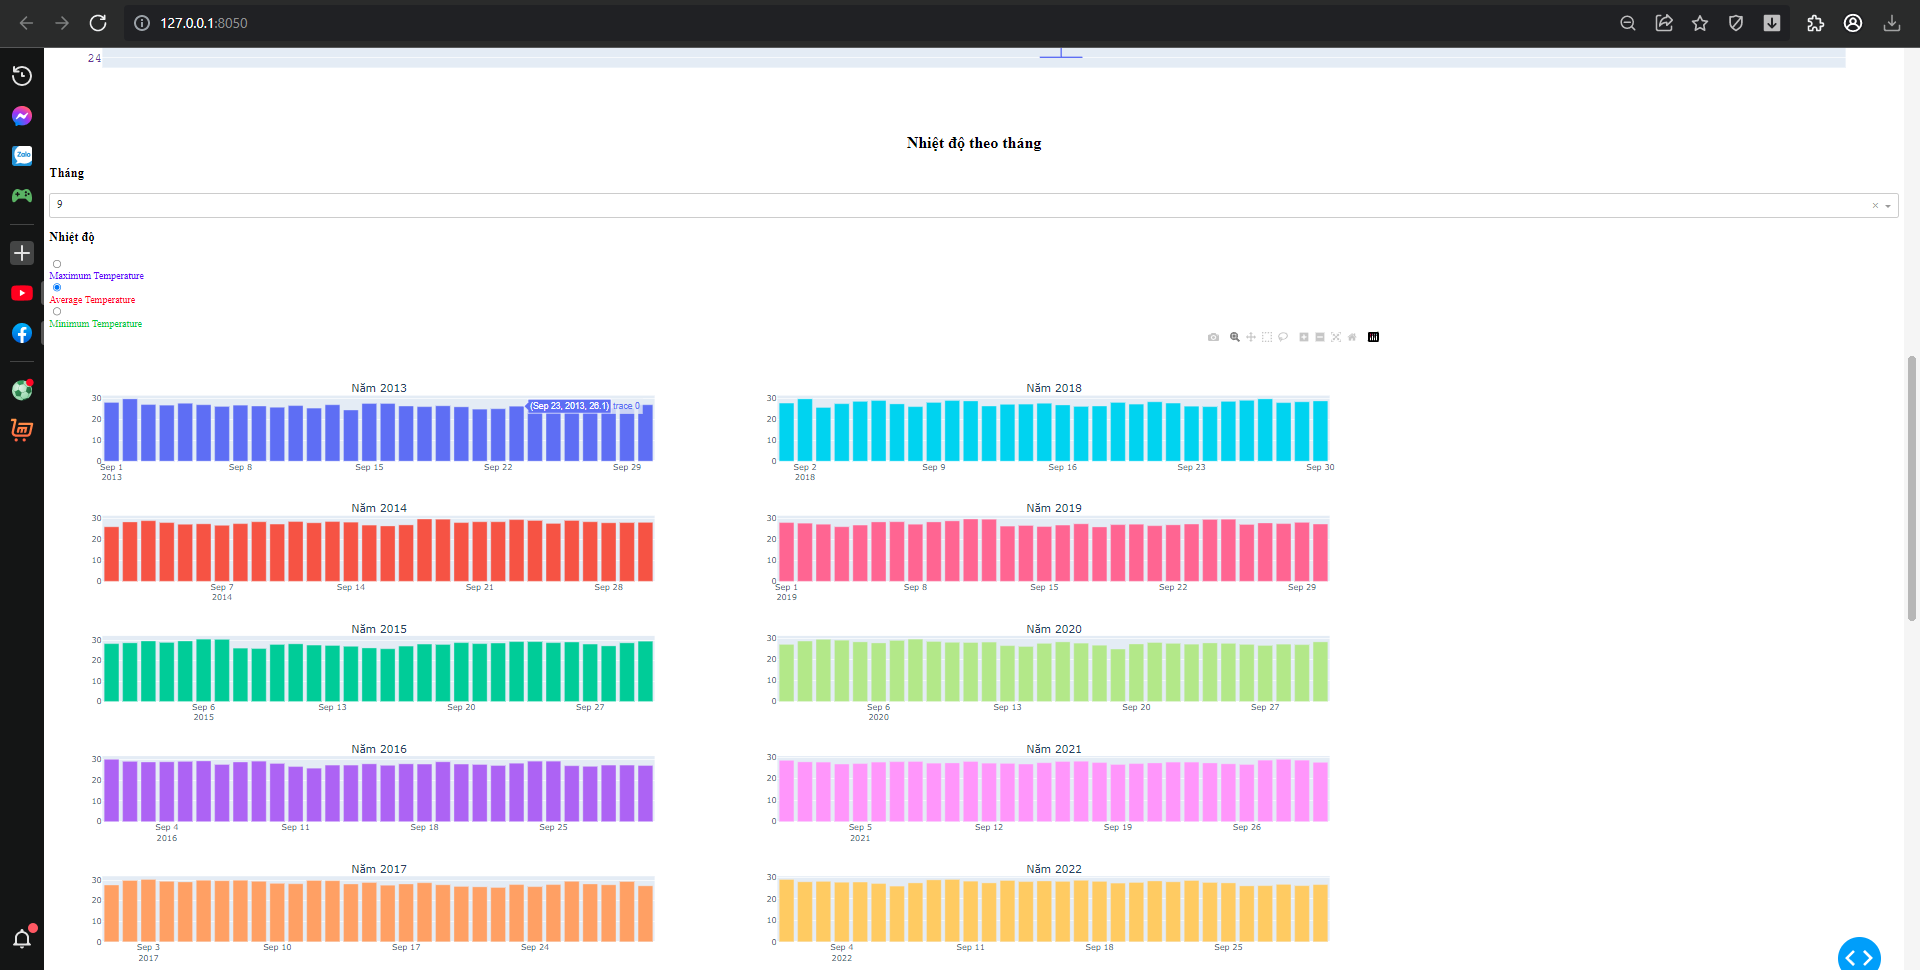 127.0.0.1:8050
Zalo
24
Nhiệt độ theo tháng
Tháng
9
Nhiệt độ
Maximum Temperature
Average Temperature
Minimum Temperature
Năm 2013
30
20
10
0
(Sep 23, 2013, 26.1) trace 0
Sep 1 Sep 8 Sep 15 Sep 22 Sep 29
2013
Năm 2018
30
20
10
0
Sep 2 Sep 9 Sep 16 Sep 23 Sep 30
2018
Năm 2014
30
20
10
0
Sep 7 Sep 14 Sep 21 Sep 28
2014
Năm 2019
30
20
10
0
Sep 1 Sep 8 Sep 15 Sep 22 Sep 29
2019
Năm 2015
30
20
10
0
Sep 6 Sep 13 Sep 20 Sep 27
2015
Năm 2020
30
20
10
0
Sep 6 Sep 13 Sep 20 Sep 27
2020
Năm 2016
30
20
10
0
Sep 4 Sep 11 Sep 18 Sep 25
2016
Năm 2021
30
20
10
0
Sep 5 Sep 12 Sep 19 Sep 26
2021
Năm 2017
30
20
10
0
Sep 3 Sep 10 Sep 17 Sep 24
2017
Năm 2022
30
20
10
0
Sep 4 Sep 11 Sep 18 Sep 25
2022